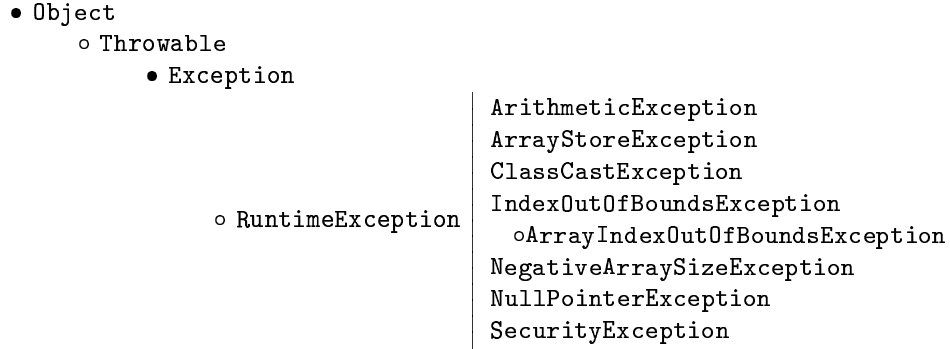 • Object
◦ Throwable
• Exception
ArithmeticException
ArrayStoreException
ClassCastException
IndexOutOfBoundsException
◦ RuntimeException
◦ArrayIndexOutOfBoundsException
NegativeArraySizeException
NullPointerException
SecurityException